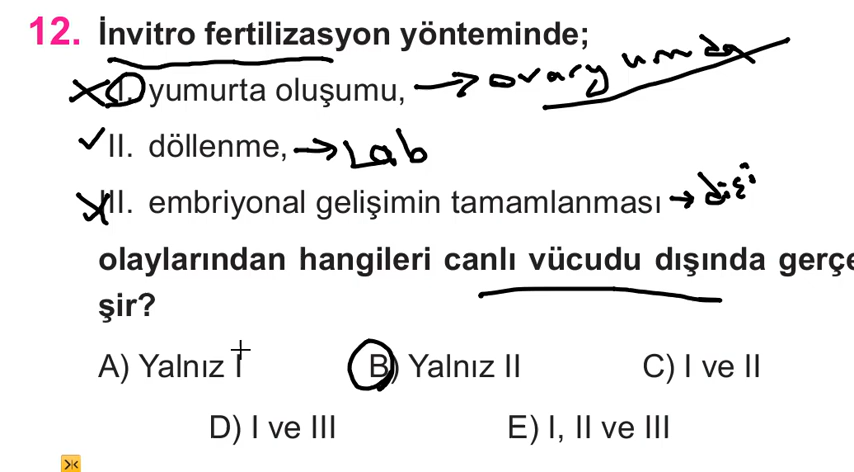 12. İnvitro fertilizasyon yönteminde;
I. yumurta oluşumu, → ovaryumda
II. döllenme, → Lab
III. embriyonal gelişimin tamamlanması → dişi
olaylarından hangileri canlı vücudu dışında gerçe
şir?
A) Yalnız I B) Yalnız II C) I ve II
D) I ve III E) I, II ve III